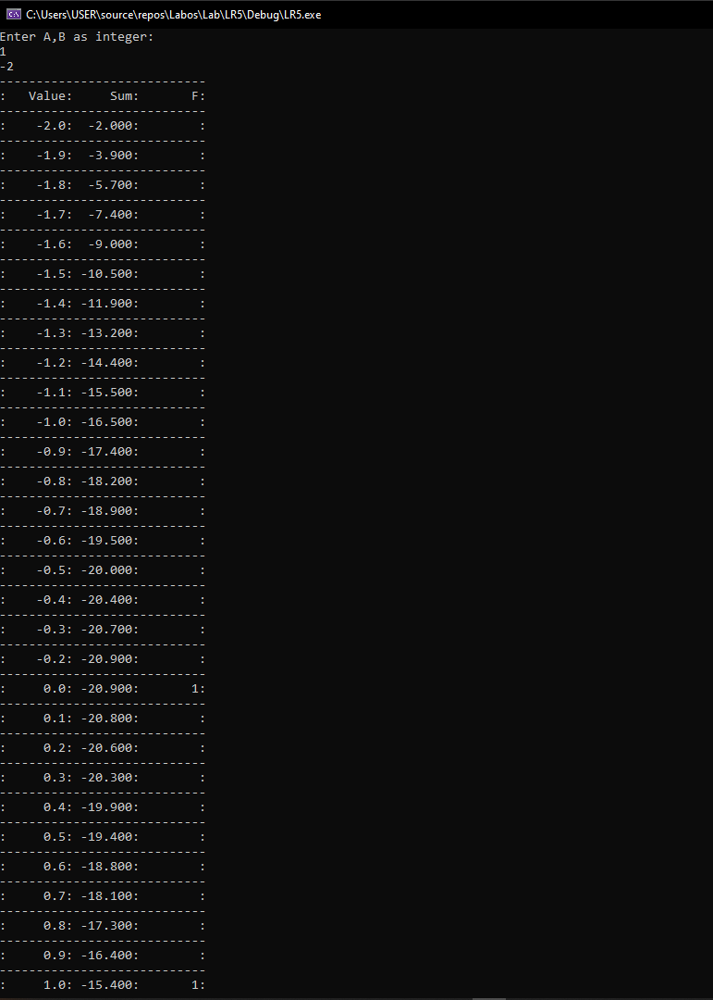 C:\Users\USER\source\repos\Labos\Lab\LR5\Debug\LR5.exe
Enter A,B as integer:
1
-2
----------------------------
:   Value:     Sum:       F:
----------------------------
:    -2.0:  -2.000:        :
----------------------------
:    -1.9:  -3.900:        :
----------------------------
:    -1.8:  -5.700:        :
----------------------------
:    -1.7:  -7.400:        :
----------------------------
:    -1.6:  -9.000:        :
----------------------------
:    -1.5: -10.500:        :
----------------------------
:    -1.4: -11.900:        :
----------------------------
:    -1.3: -13.200:        :
----------------------------
:    -1.2: -14.400:        :
----------------------------
:    -1.1: -15.500:        :
----------------------------
:    -1.0: -16.500:        :
----------------------------
:    -0.9: -17.400:        :
----------------------------
:    -0.8: -18.200:        :
----------------------------
:    -0.7: -18.900:        :
----------------------------
:    -0.6: -19.500:        :
----------------------------
:    -0.5: -20.000:        :
----------------------------
:    -0.4: -20.400:        :
----------------------------
:    -0.3: -20.700:        :
----------------------------
:    -0.2: -20.900:        :
----------------------------
:     0.0: -20.900:       1:
----------------------------
:     0.1: -20.800:        :
----------------------------
:     0.2: -20.600:        :
----------------------------
:     0.3: -20.300:        :
----------------------------
:     0.4: -19.900:        :
----------------------------
:     0.5: -19.400:        :
----------------------------
:     0.6: -18.800:        :
----------------------------
:     0.7: -18.100:        :
----------------------------
:     0.8: -17.300:        :
----------------------------
:     0.9: -16.400:        :
----------------------------
:     1.0: -15.400:       1: